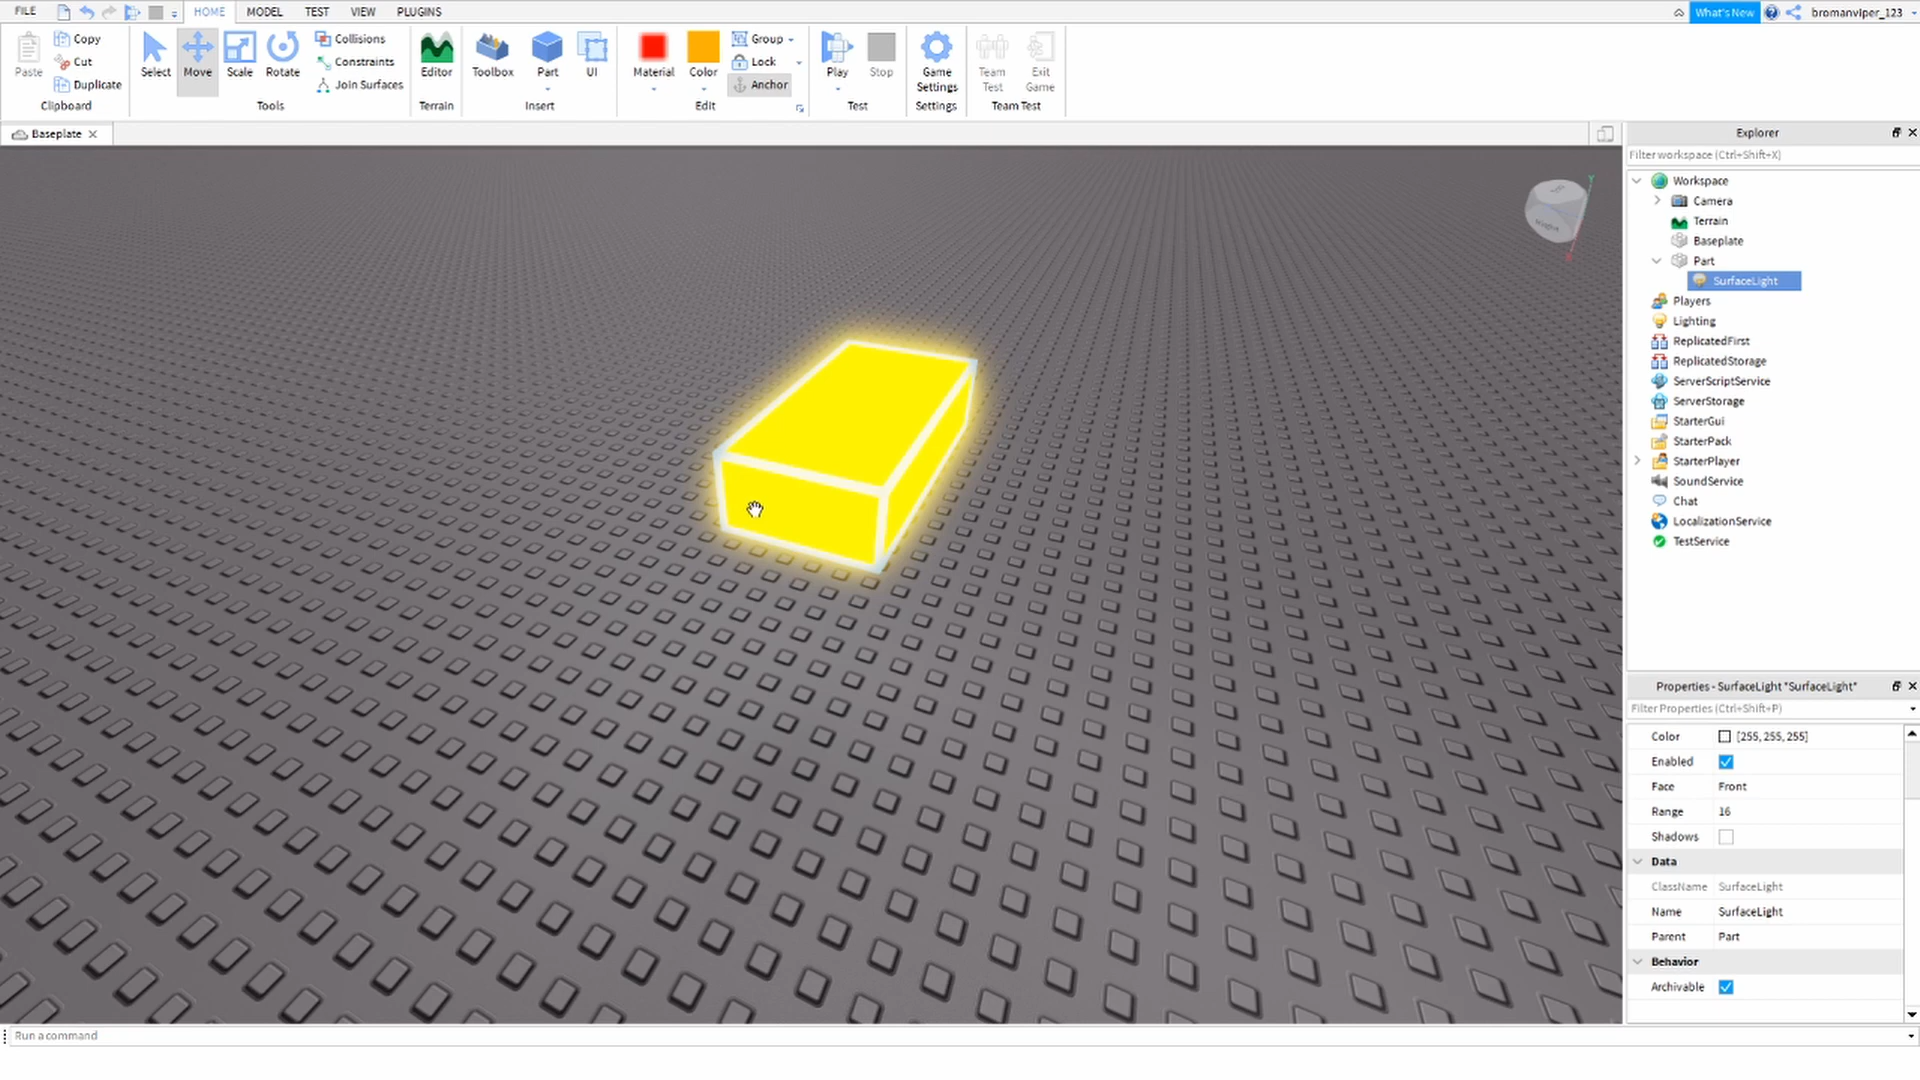 FILE HOME MODEL TEST VIEW PLUGINS What's New bromanviper_123
Copy
Cut
Duplicate
Paste
Clipboard
Select Move Scale Rotate
Collisions
Constraints
Join Surfaces
Tools
Editor
Terrain
Toolbox Part UI
Insert
Material Color
Group
Lock
Anchor
Edit
Play Stop
Test
Game
Settings
Settings
Team
Test
Exit
Game
Team Test
Baseplate
Explorer
Filter workspace (Ctrl+Shift+X)
Workspace
Camera
Terrain
Baseplate
Part
SurfaceLight
Players
Lighting
ReplicatedFirst
ReplicatedStorage
ServerScriptService
ServerStorage
StarterGui
StarterPack
StarterPlayer
SoundService
Chat
LocalizationService
TestService
Y
Properties - SurfaceLight "SurfaceLight"
Filter Properties (Ctrl+Shift+P)
Color [255, 255, 255]
Enabled
Face Front
Range 16
Shadows
Data
ClassName SurfaceLight
Name SurfaceLight
Parent Part
Behavior
Archivable
Run a command